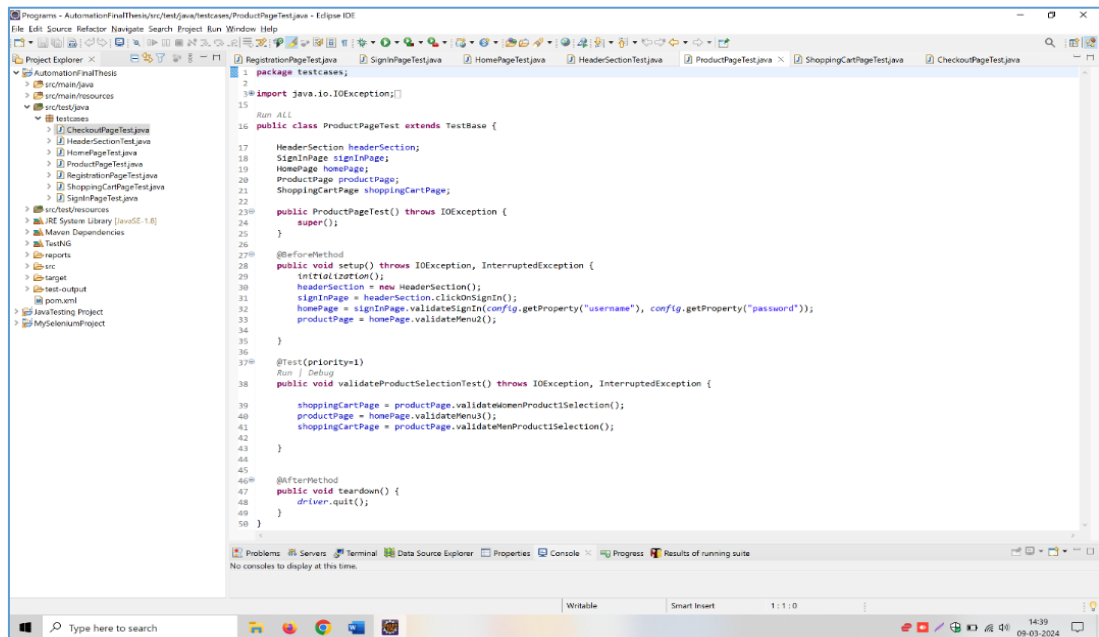 Programs - AutomationFinalThesis/src/test/java/testcases/ProductPageTest.java - Eclipse IDE
File Edit Source Refactor Navigate Search Project Run Window Help
Project Explorer
RegistrationPageTest.java SignInPageTest.java HomePageTest.java HeaderSectionTest.java ProductPageTest.java ShoppingCartPageTest.java CheckoutPageTest.java
AutomationFinalThesis
src/main/java
src/main/resources
src/test/java
testcases
CheckoutPageTest.java
HeaderSectionTest.java
HomePageTest.java
ProductPageTest.java
RegistrationPageTest.java
ShoppingCartPageTest.java
SignInPageTest.java
src/test/resources
JRE System Library [JavaSE-1.8]
Maven Dependencies
TestNG
reports
src
target
test-output
pom.xml
JavaTesting Project
MySeleniumProject
1 package testcases;
2
3 import java.io.IOException;
15
Run All
16 public class ProductPageTest extends TestBase {
17 HeaderSection headerSection;
18 SignInPage signInPage;
19 HomePage homePage;
20 ProductPage productPage;
21 ShoppingCartPage shoppingCartPage;
22
23 public ProductPageTest() throws IOException {
24 super();
25 }
26
27 @BeforeMethod
28 public void setup() throws IOException, InterruptedException {
29 initialization();
30 headerSection = new HeaderSection();
31 signInPage = headerSection.clickOnSignIn();
32 homePage = signInPage.validateSignIn(config.getProperty("username"), config.getProperty("password"));
33 productPage = homePage.validateMenu2();
34
35 }
36
37 @Test(priority=1)
Run | Debug
38 public void validateProductSelectionTest() throws IOException, InterruptedException {
39 shoppingCartPage = productPage.validateWomenProduct1Selection();
40 productPage = homePage.validateMenu3();
41 shoppingCartPage = productPage.validateMenProduct1Selection();
42
43 }
44
45
46 @AfterMethod
47 public void teardown() {
48 driver.quit();
49 }
50 }
Problems Servers Terminal Data Source Explorer Properties Console Progress Results of running suite
No consoles to display at this time.
Writable Smart Insert 1:1:0
Type here to search
14:39
09-03-2024